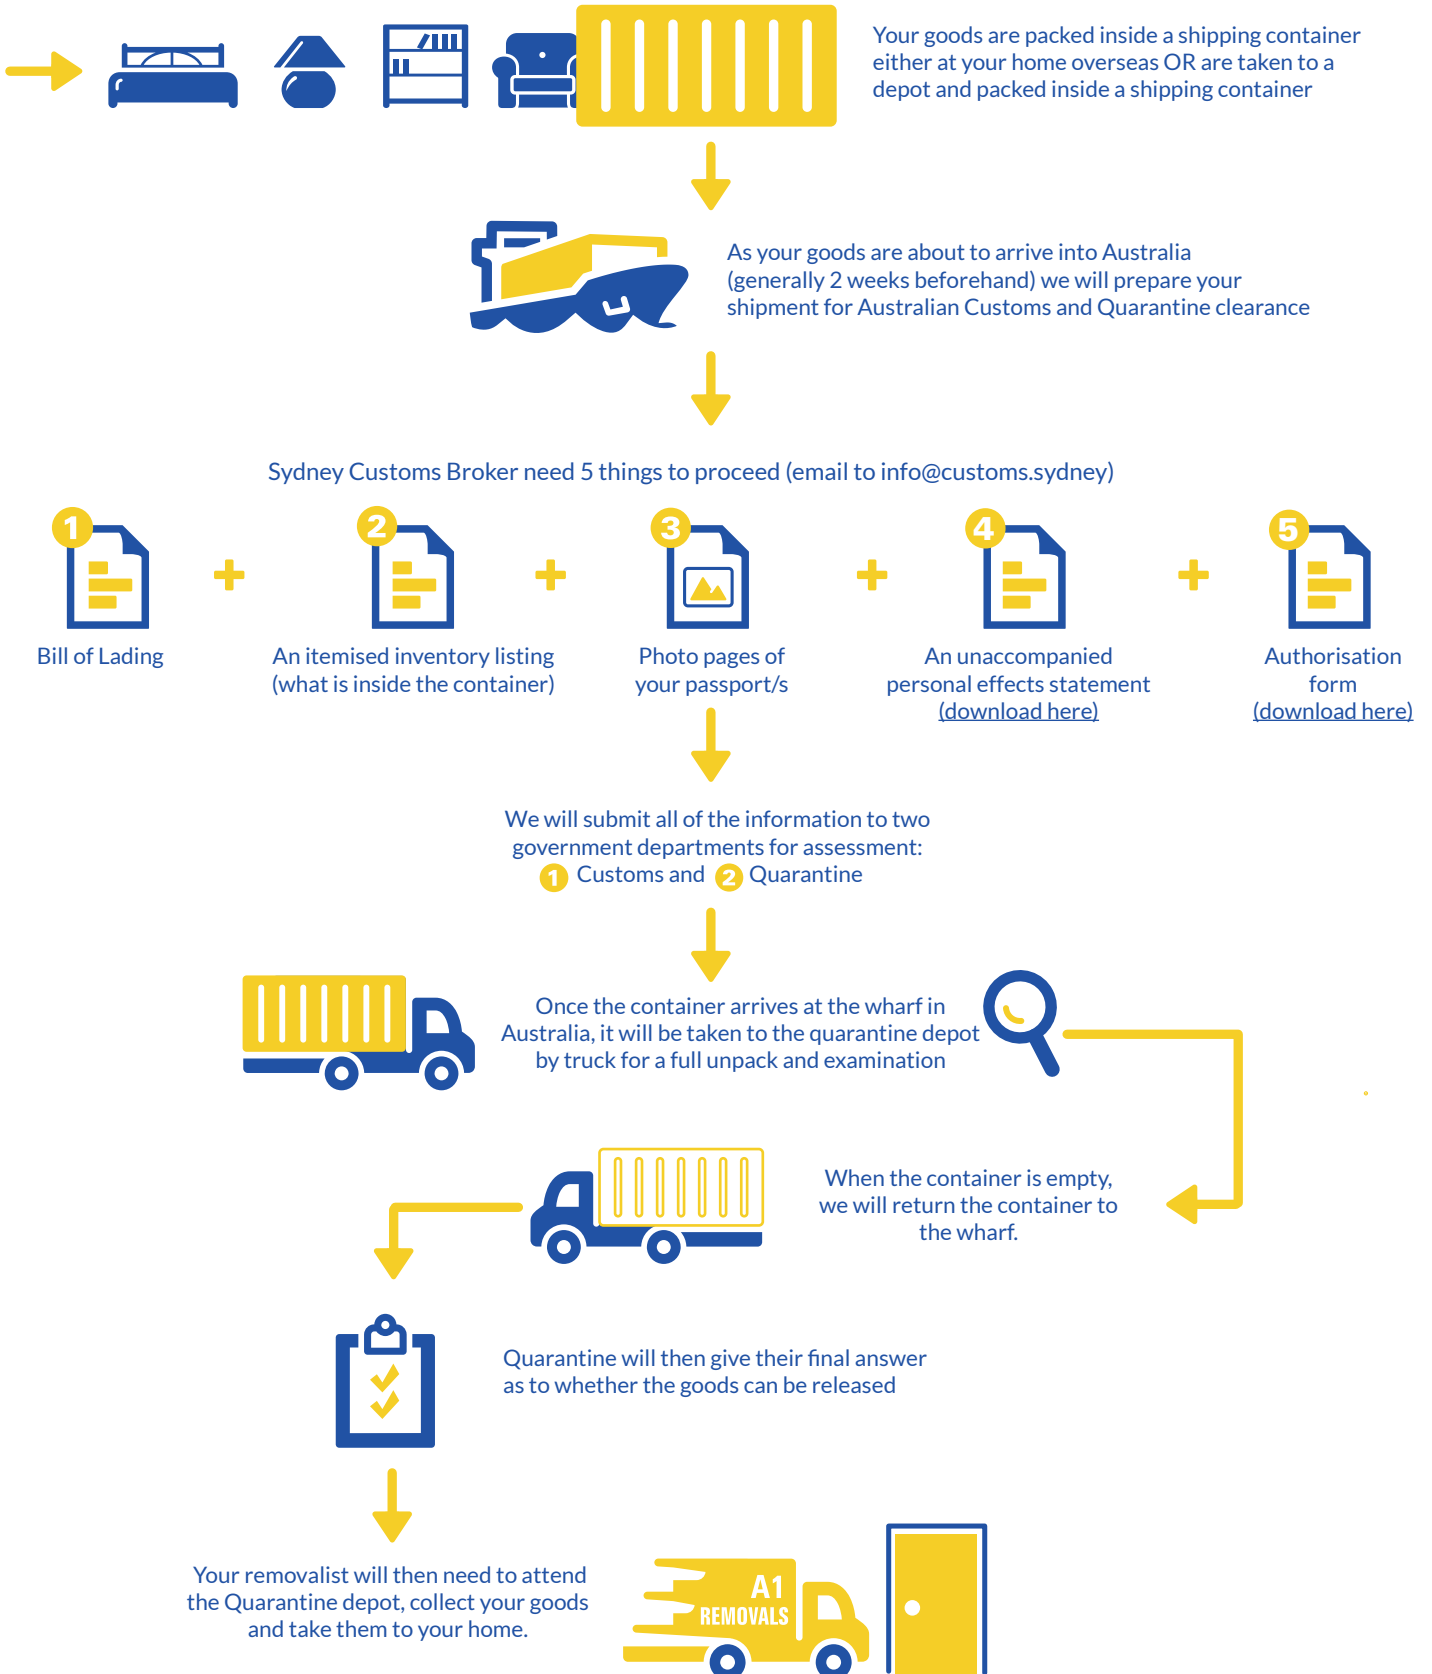 Your goods are packed inside a shipping container
either at your home overseas OR are taken to a
depot and packed inside a shipping container
As your goods are about to arrive into Australia
(generally 2 weeks beforehand) we will prepare your
shipment for Australian Customs and Quarantine clearance
Sydney Customs Broker need 5 things to proceed (email to info@customs.sydney)
1
Bill of Lading
2
An itemised inventory listing
(what is inside the container)
3
Photo pages of
your passport/s
4
An unaccompanied
personal effects statement
(download here)
5
Authorisation
form
(download here)
We will submit all of the information to two
government departments for assessment:
1 Customs and 2 Quarantine
Once the container arrives at the wharf in
Australia, it will be taken to the quarantine depot
by truck for a full unpack and examination
When the container is empty,
we will return the container to
the wharf.
Quarantine will then give their final answer
as to whether the goods can be released
Your removalist will then need to attend
the Quarantine depot, collect your goods
and take them to your home.
A1
REMOVALS